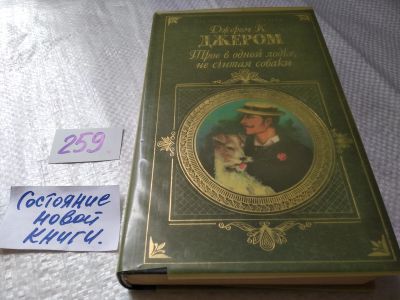 Джером К.
ДЖЕРОМ
Трое в одной лодке,
не считая собаки
259
Состояние
новой
книги.